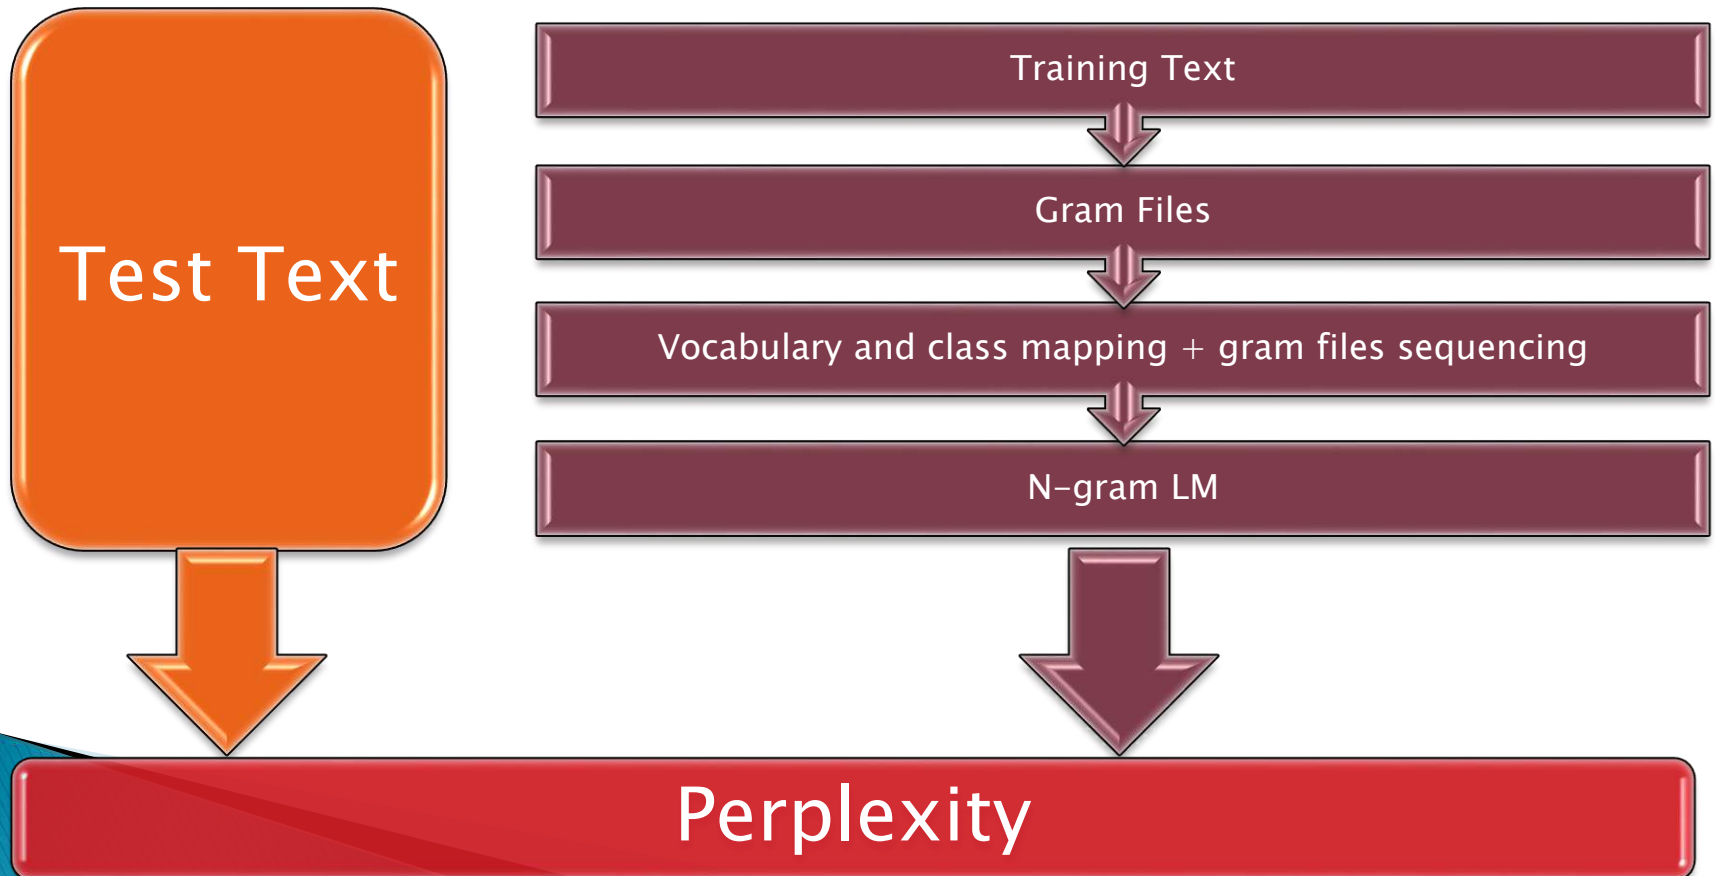 Test Text
Training Text
Gram Files
Vocabulary and class mapping + gram files sequencing
N-gram LM
Perplexity